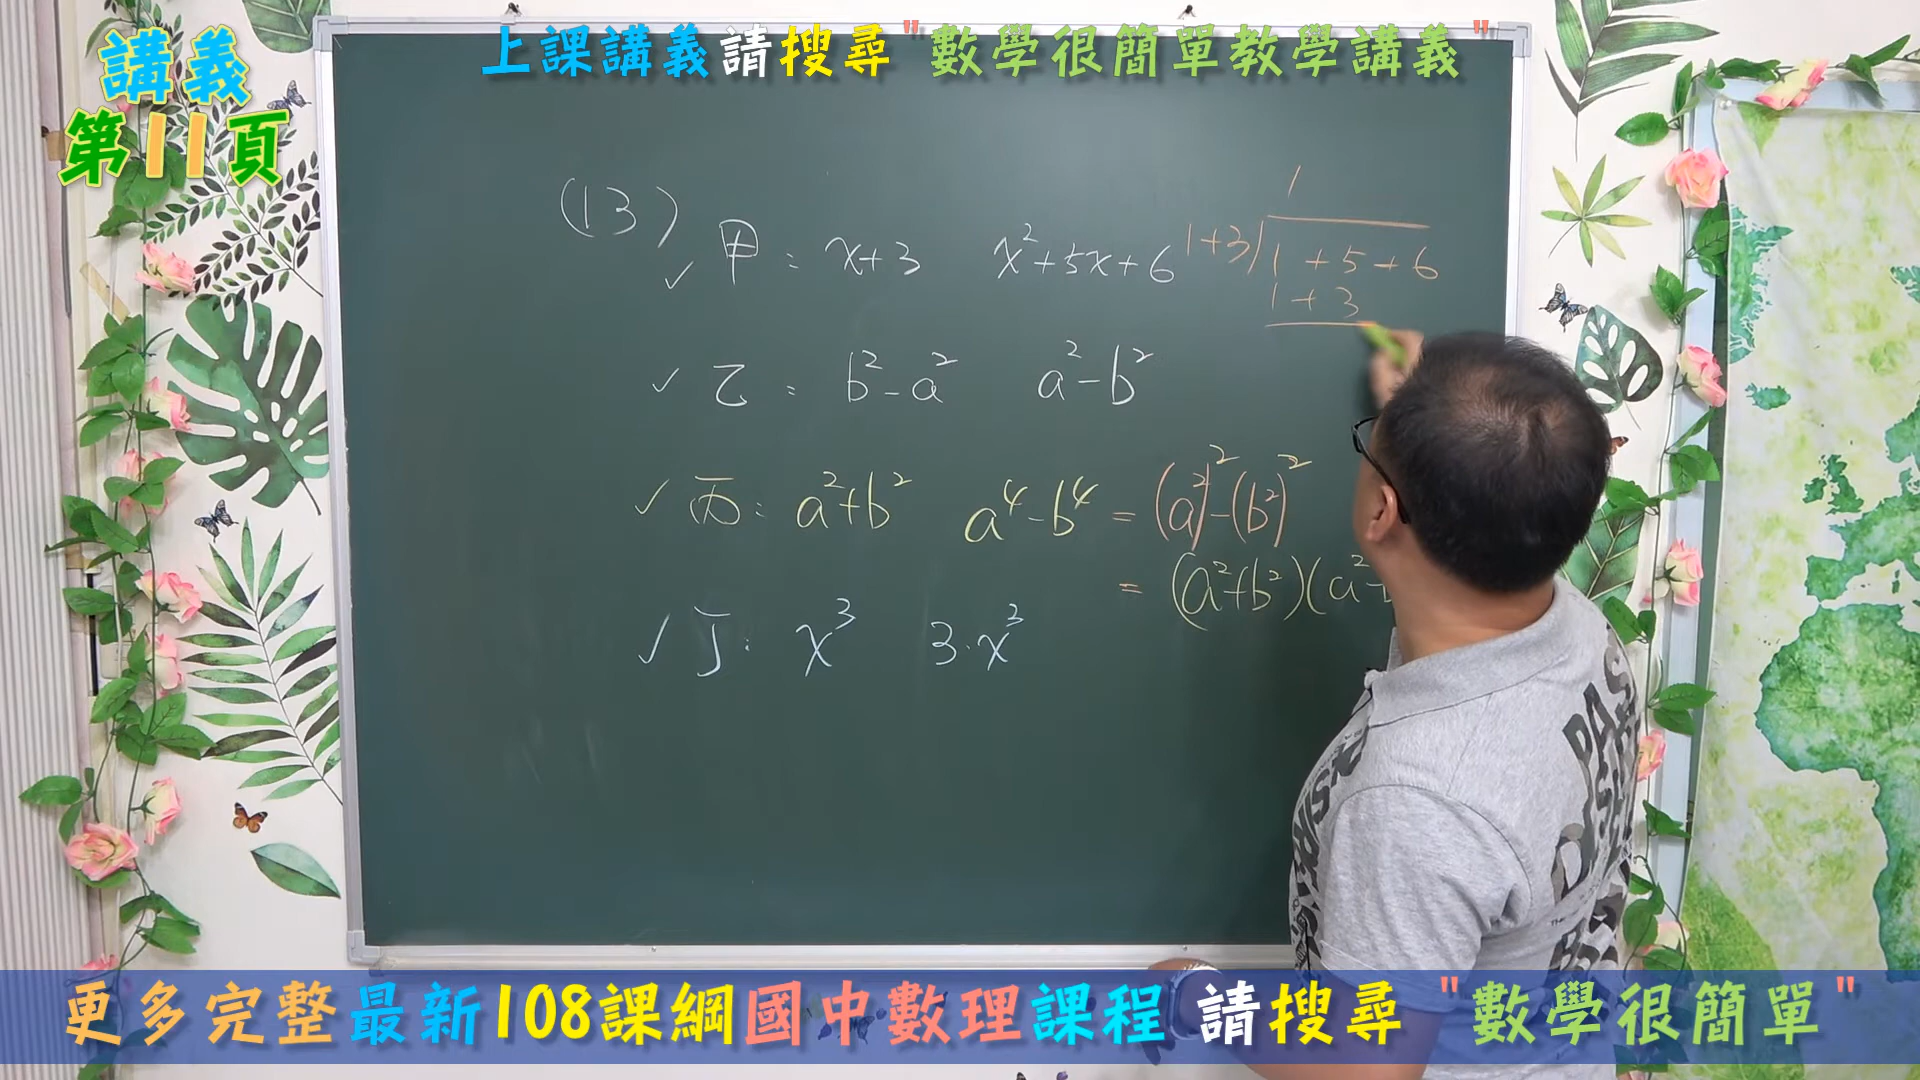 上課講義請搜尋"數學很簡單教學講義"
講義
第11頁
(13)
✓ 甲: x+3 x²+5x+6
1
1+3)1+5+6
1+3
✓ 乙: b²-a² a²-b²
✓ 丙: a²+b² a⁴-b⁴ = (a²)²-(b²)²
= (a²+b²)(a²
✓ 丁: x³ 3·x³
更多完整最新108課綱國中數理課程 請搜尋 "數學很簡單"